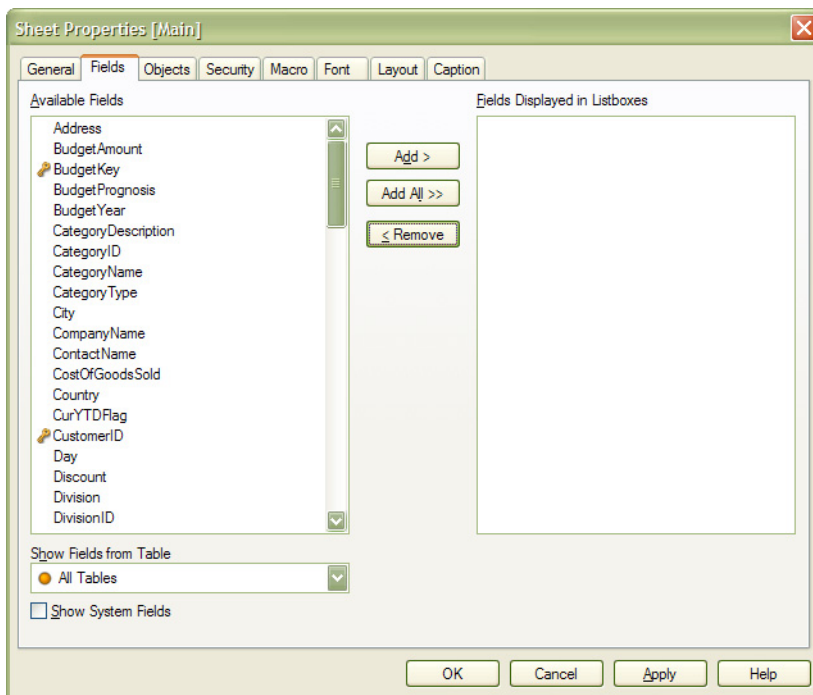 Sheet Properties [Main]
General Fields Objects Security Macro Font Layout Caption
Available Fields
Fields Displayed in Listboxes
Address
BudgetAmount
BudgetKey
BudgetPrognosis
BudgetYear
CategoryDescription
CategoryID
CategoryName
CategoryType
City
CompanyName
ContactName
CostOfGoodsSold
Country
CurYTDFlag
CustomerID
Day
Discount
Division
DivisionID
Add >
Add All >>
< Remove
Show Fields from Table
All Tables
Show System Fields
OK Cancel Apply Help